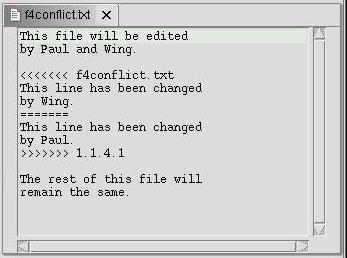 f4conflict.txt
This file will be edited
by Paul and Wing.
<<<<<<< f4conflict.txt
This line has been changed
by Wing.
=======
This line has been changed
by Paul.
>>>>>>> 1.1.4.1
The rest of this file will
remain the same.